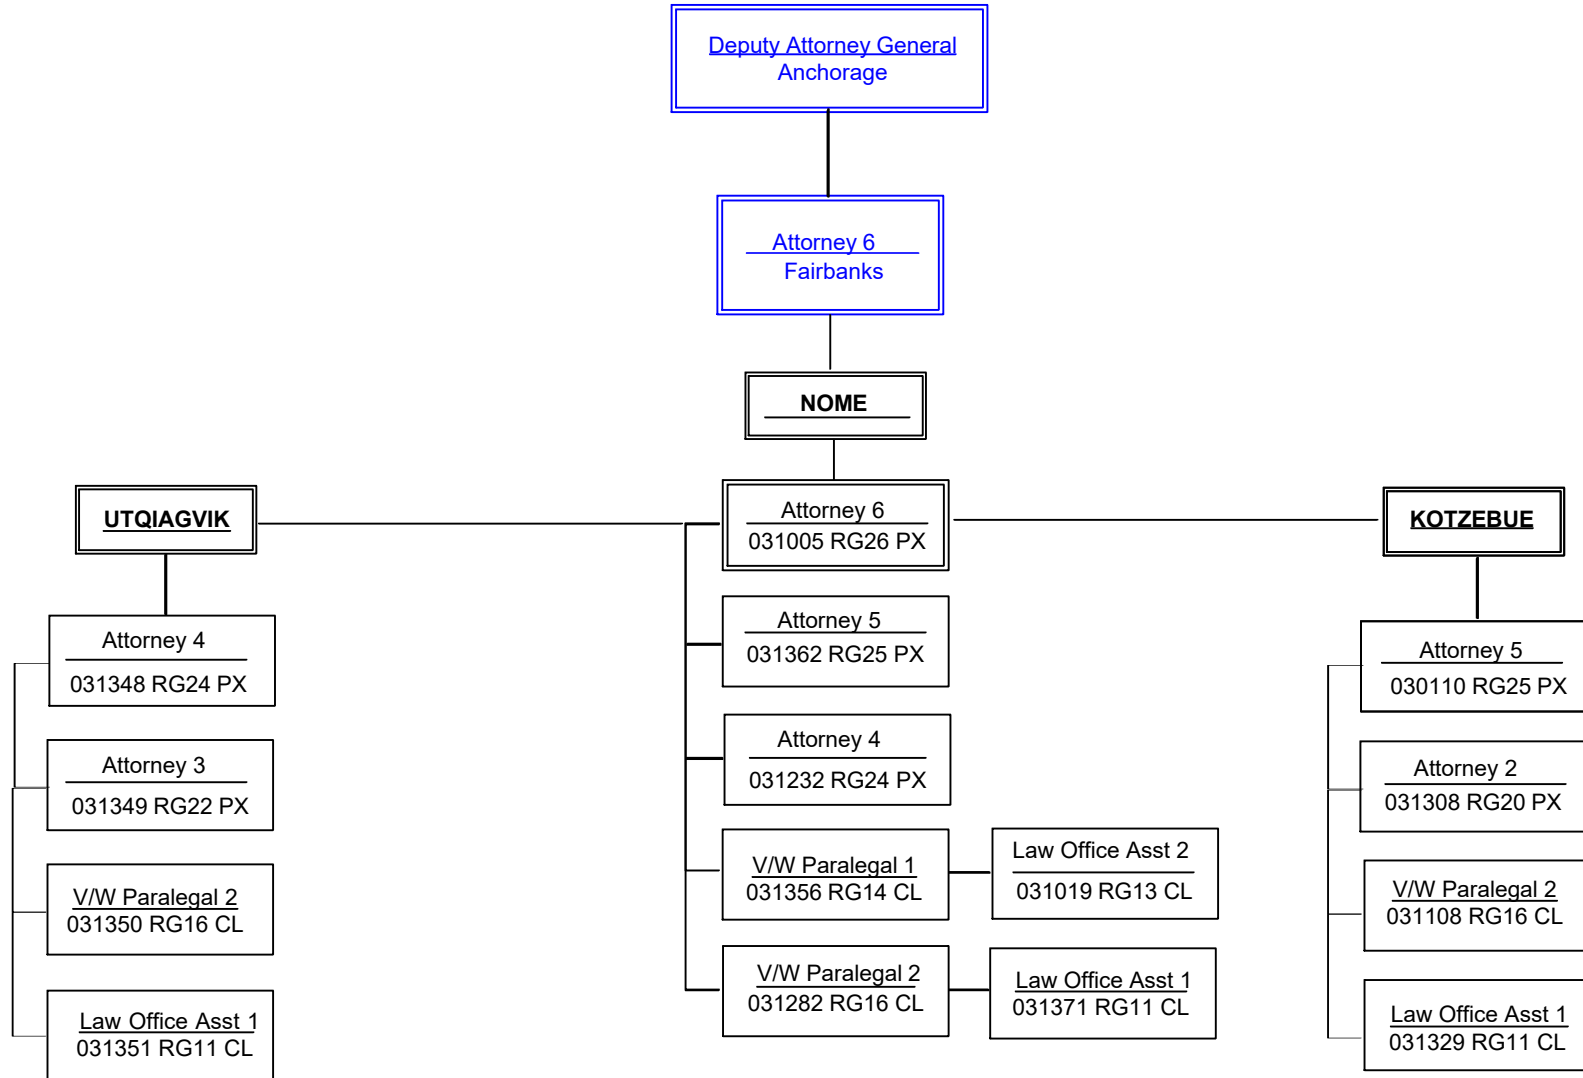 Deputy Attorney General
Anchorage
Attorney 6
Fairbanks
NOME
UTQIAGVIK
Attorney 4
031348 RG24 PX
Attorney 3
031349 RG22 PX
V/W Paralegal 2
031350 RG16 CL
Law Office Asst 1
031351 RG11 CL
Attorney 6
031005 RG26 PX
Attorney 5
031362 RG25 PX
Attorney 4
031232 RG24 PX
V/W Paralegal 1
031356 RG14 CL
Law Office Asst 2
031019 RG13 CL
V/W Paralegal 2
031282 RG16 CL
Law Office Asst 1
031371 RG11 CL
KOTZEBUE
Attorney 5
030110 RG25 PX
Attorney 2
031308 RG20 PX
V/W Paralegal 2
031108 RG16 CL
Law Office Asst 1
031329 RG11 CL